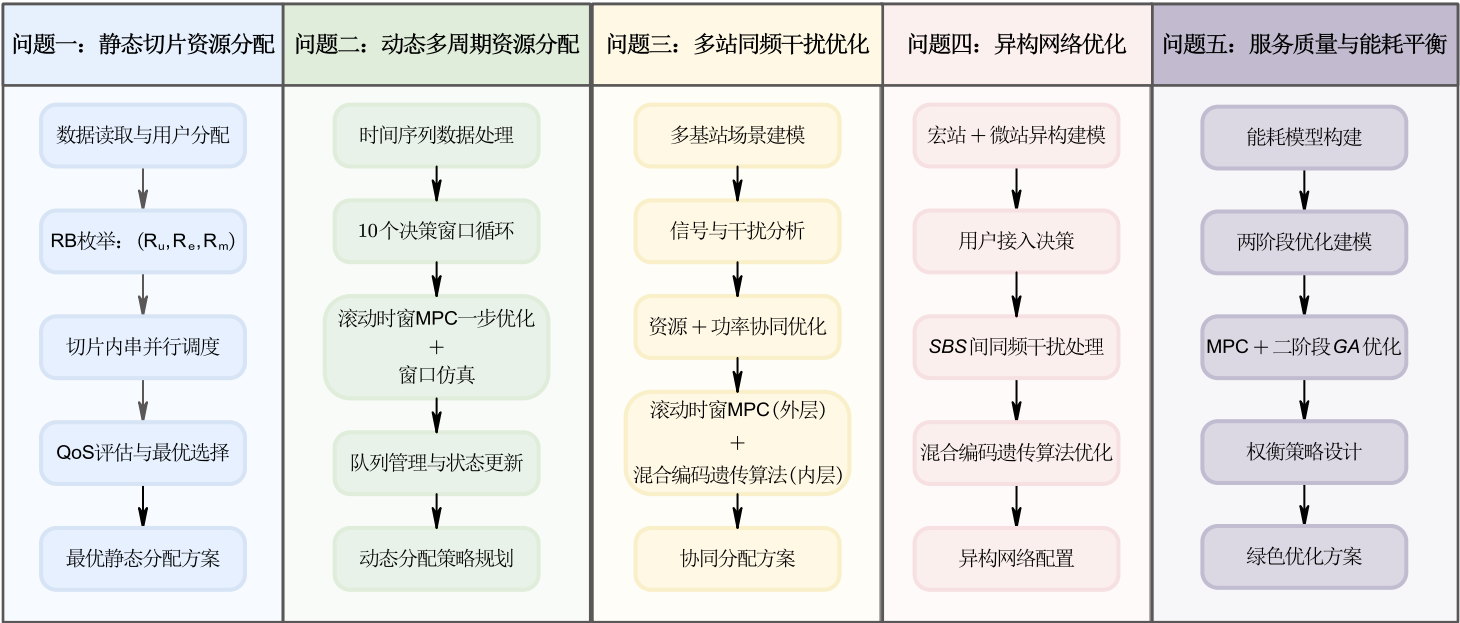 问题一：静态切片资源分配
数据读取与用户分配
RB枚举：(Ru,Re,Rm)
切片内串并行调度
QoS评估与最优选择
最优静态分配方案
问题二：动态多周期资源分配
时间序列数据处理
10个决策窗口循环
滚动时窗MPC一步优化
+
窗口仿真
队列管理与状态更新
动态分配策略规划
问题三：多站同频干扰优化
多基站场景建模
信号与干扰分析
资源+功率协同优化
滚动时窗MPC(外层)
+
混合编码遗传算法(内层)
协同分配方案
问题四：异构网络优化
宏站+微站异构建模
用户接入决策
SBS间同频干扰处理
混合编码遗传算法优化
异构网络配置
问题五：服务质量与能耗平衡
能耗模型构建
两阶段优化建模
MPC+二阶段GA优化
权衡策略设计
绿色优化方案